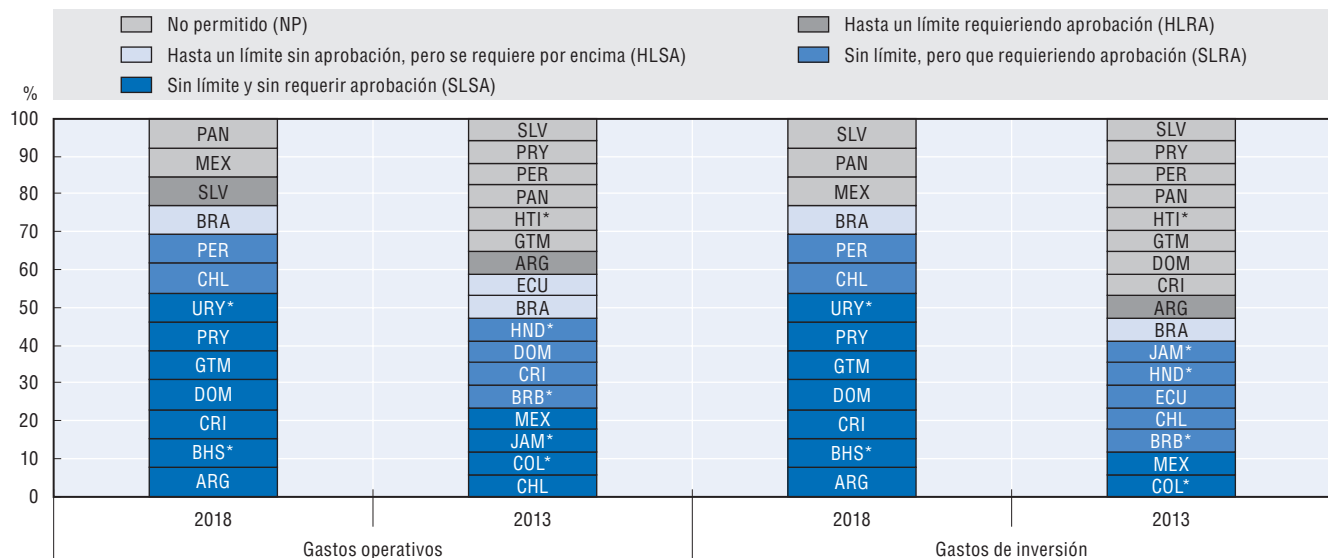 No permitido (NP)
Hasta un límite requieriendo aprobación (HLRA)
Hasta un límite sin aprobación, pero se requiere por encima (HLSA)
Sin límite, pero que requieriendo aprobación (SLRA)
Sin límite y sin requerir aprobación (SLSA)
%
100
90
80
70
60
50
40
30
20
10
0
PAN
MEX
SLV
BRA
PER
CHL
URY*
PRY
GTM
DOM
CRI
BHS*
ARG
SLV
PRY
PER
PAN
HTI*
GTM
ARG
ECU
BRA
HND*
DOM
CRI
BRB*
MEX
JAM*
COL*
CHL
SLV
PAN
MEX
BRA
PER
CHL
URY*
PRY
GTM
DOM
CRI
BHS*
ARG
SLV
PRY
PER
PAN
HTI*
GTM
DOM
CRI
ARG
BRA
JAM*
HND*
ECU
CHL
BRB*
MEX
COL*
2018
2013
2018
2013
Gastos operativos
Gastos de inversión